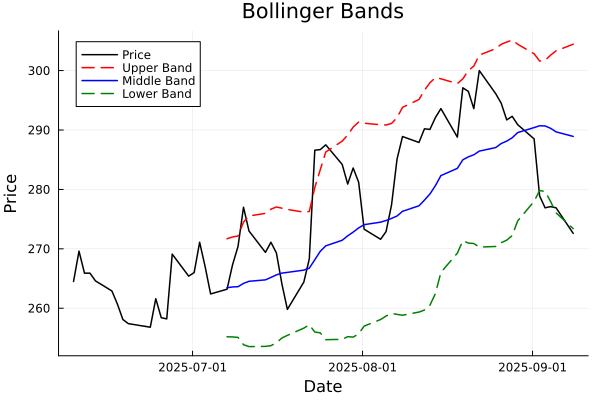 Bollinger Bands
Price
Upper Band
Middle Band
Lower Band
300
290
280
270
260
Price
2025-07-01
2025-08-01
2025-09-01
Date